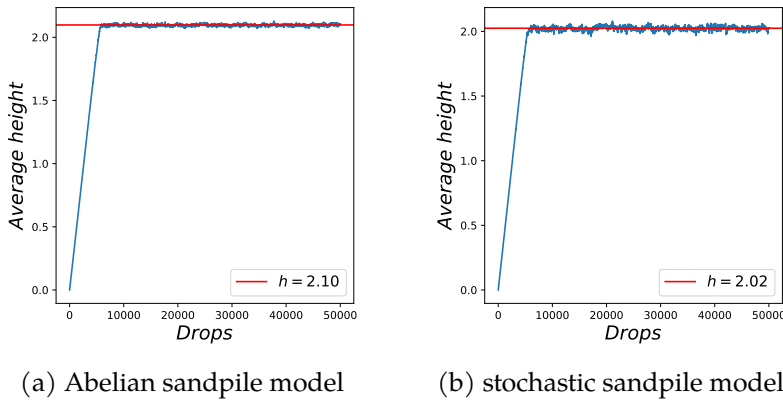 2.0
1.5
1.0
0.5
0.0
Average height
0 10000 20000 30000 40000 50000
Drops
h = 2.10
(a) Abelian sandpile model
2.0
1.5
1.0
0.5
0.0
Average height
0 10000 20000 30000 40000 50000
Drops
h = 2.02
(b) stochastic sandpile model